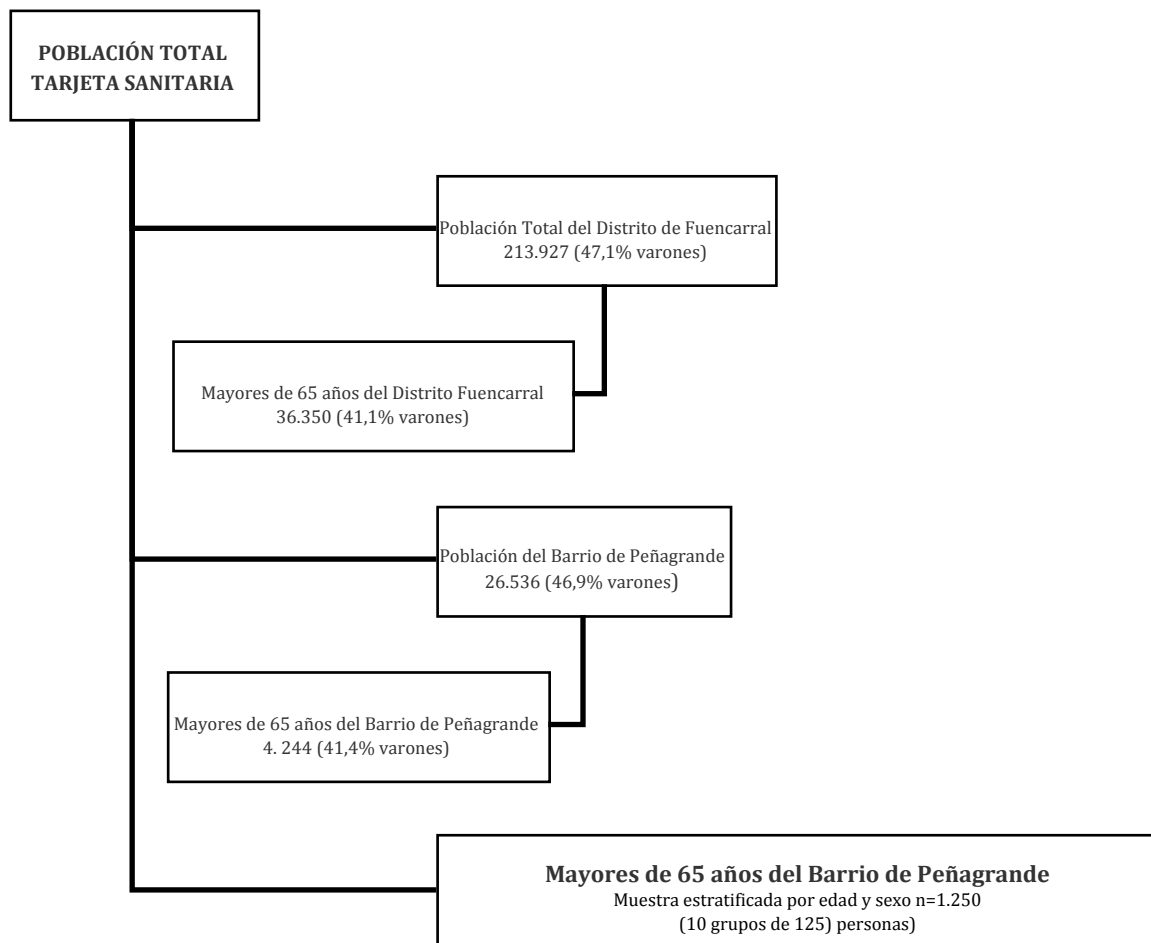 POBLACIÓN TOTAL
TARJETA SANITARIA
Población Total del Distrito de Fuencarral
213.927 (47,1% varones)
Mayores de 65 años del Distrito Fuencarral
36.350 (41,1% varones)
Población del Barrio de Peñagrande
26.536 (46,9% varones)
Mayores de 65 años del Barrio de Peñagrande
4. 244 (41,4% varones)
Mayores de 65 años del Barrio de Peñagrande
Muestra estratificada por edad y sexo n=1.250
(10 grupos de 125) personas)